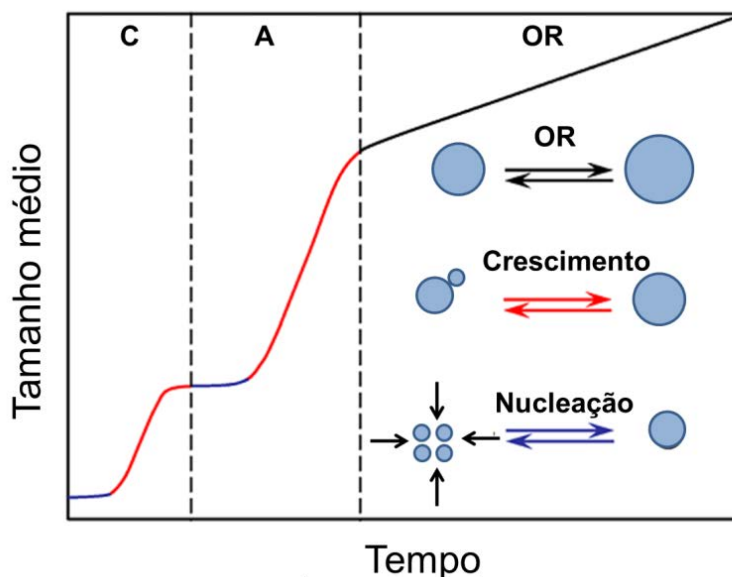 C A OR
Tamanho médio
OR
Crescimento
Nucleação
Tempo